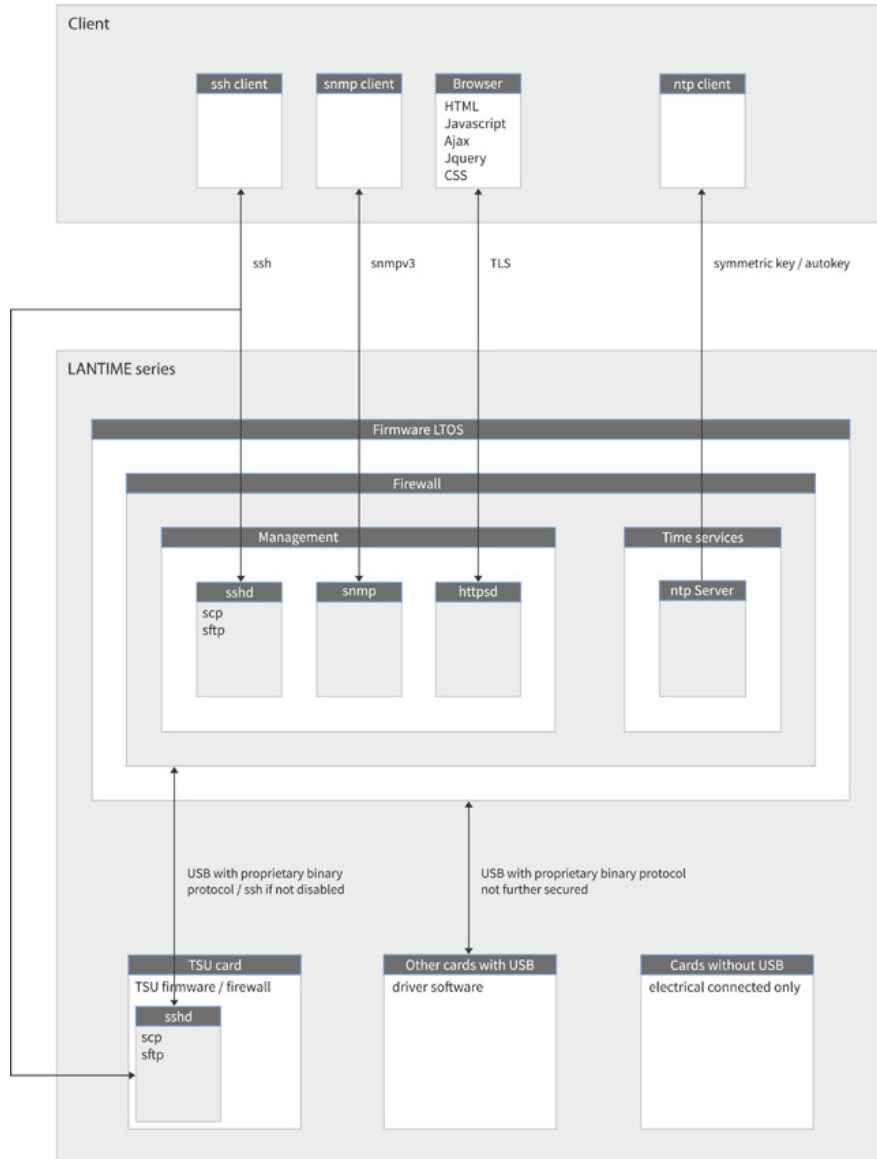 Client
ssh client
snmp client
Browser
ntp client
HTML
Javascript
Ajax
Jquery
CSS
ssh
snmpv3
TLS
symmetric key / autokey
LANTIME series
Firmware LTOS
Firewall
Management
Time services
sshd
snmp
httpsd
ntp Server
scp
sftp
USB with proprietary binary
protocol / ssh if not disabled
USB with proprietary binary protocol
not further secured
TSU card
Other cards with USB
Cards without USB
TSU firmware / firewall
driver software
electrical connected only
sshd
scp
sftp